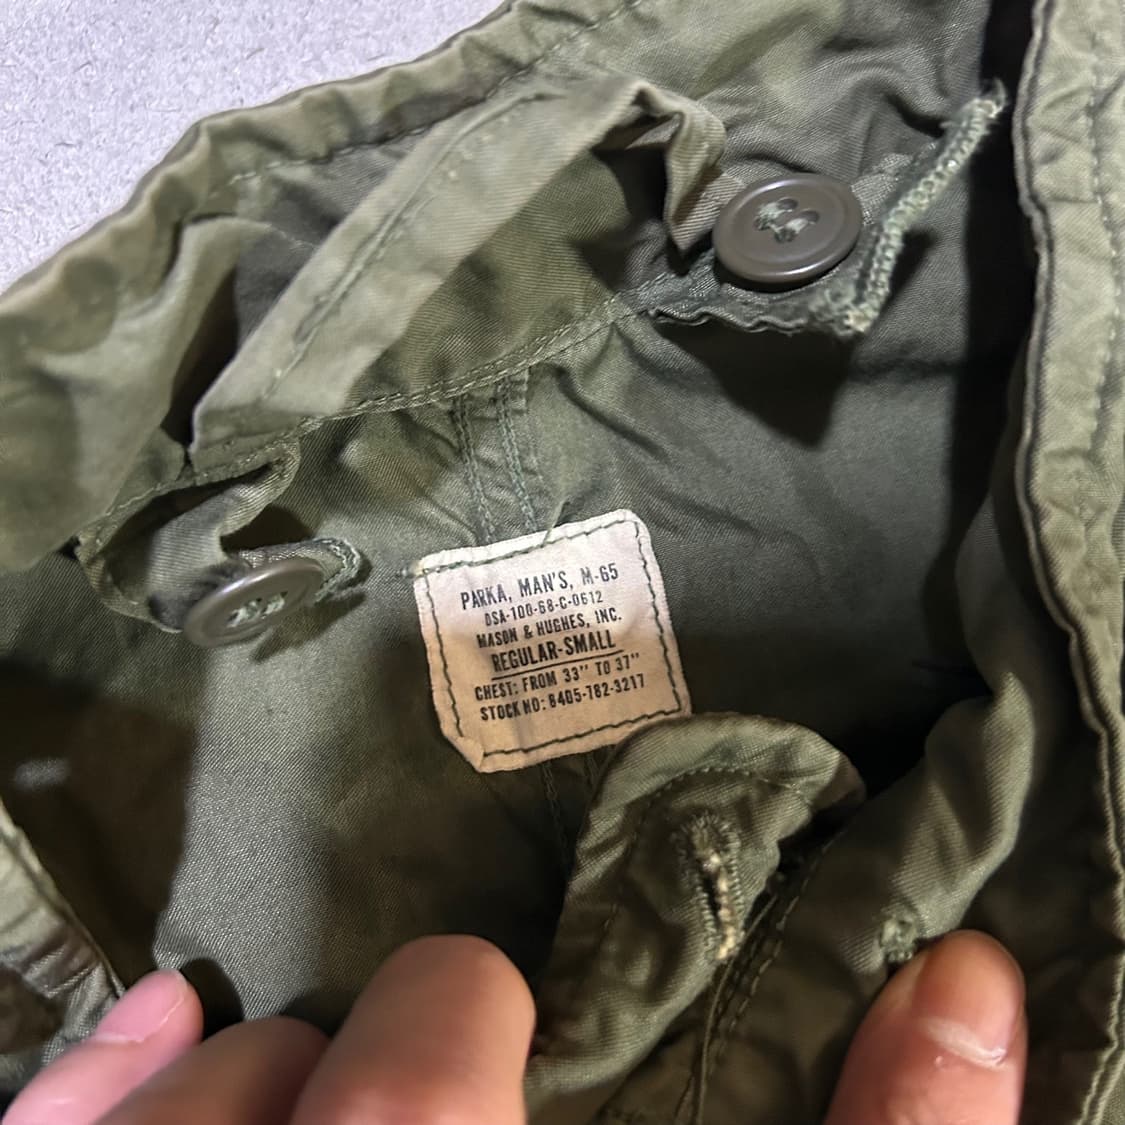 PARKA, MAN'S, M-65
DSA-100-68-C-0612
MASON & HUGHES, INC.
REGULAR-SMALL
CHEST: FROM 33" TO 37"
STOCK NO: 8405-782-3217